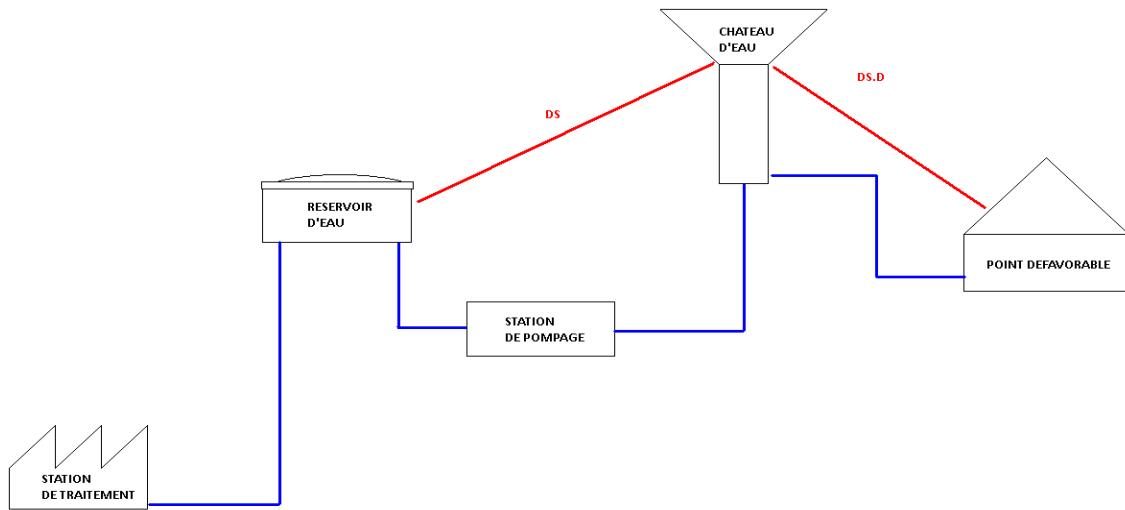 CHATEAU
D'EAU
DS
DS.D
RESERVOIR
D'EAU
POINT DEFAVORABLE
STATION
DE POMPAGE
STATION
DE TRAITEMENT